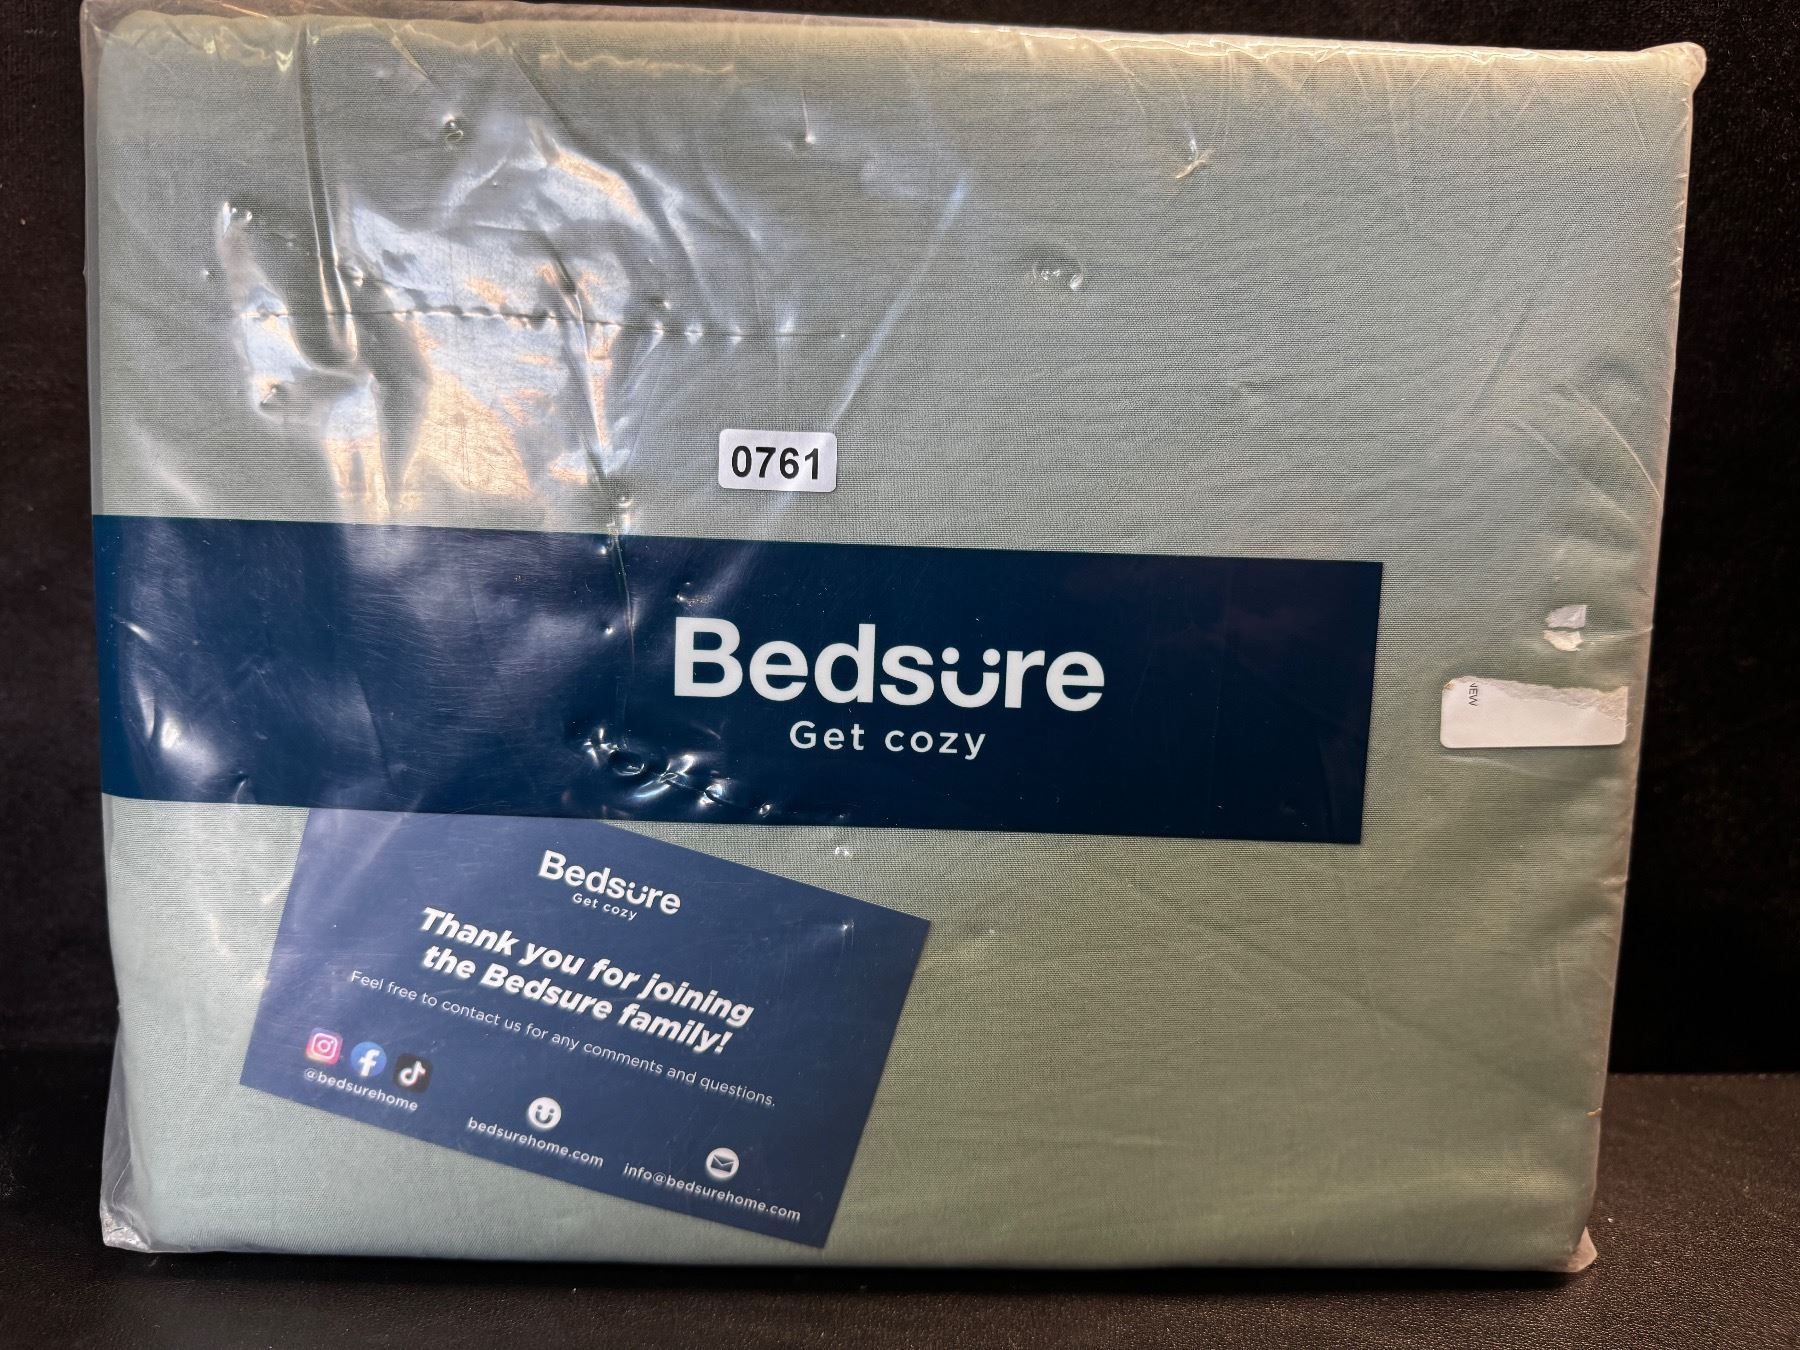 0761
Bedsure
Get cozy
NEW
Bedsure
Get cozy
Thank you for joining
the Bedsure family!
Feel free to contact us for any comments and questions.
@bedsurehome
bedsurehome.com
info@bedsurehome.com